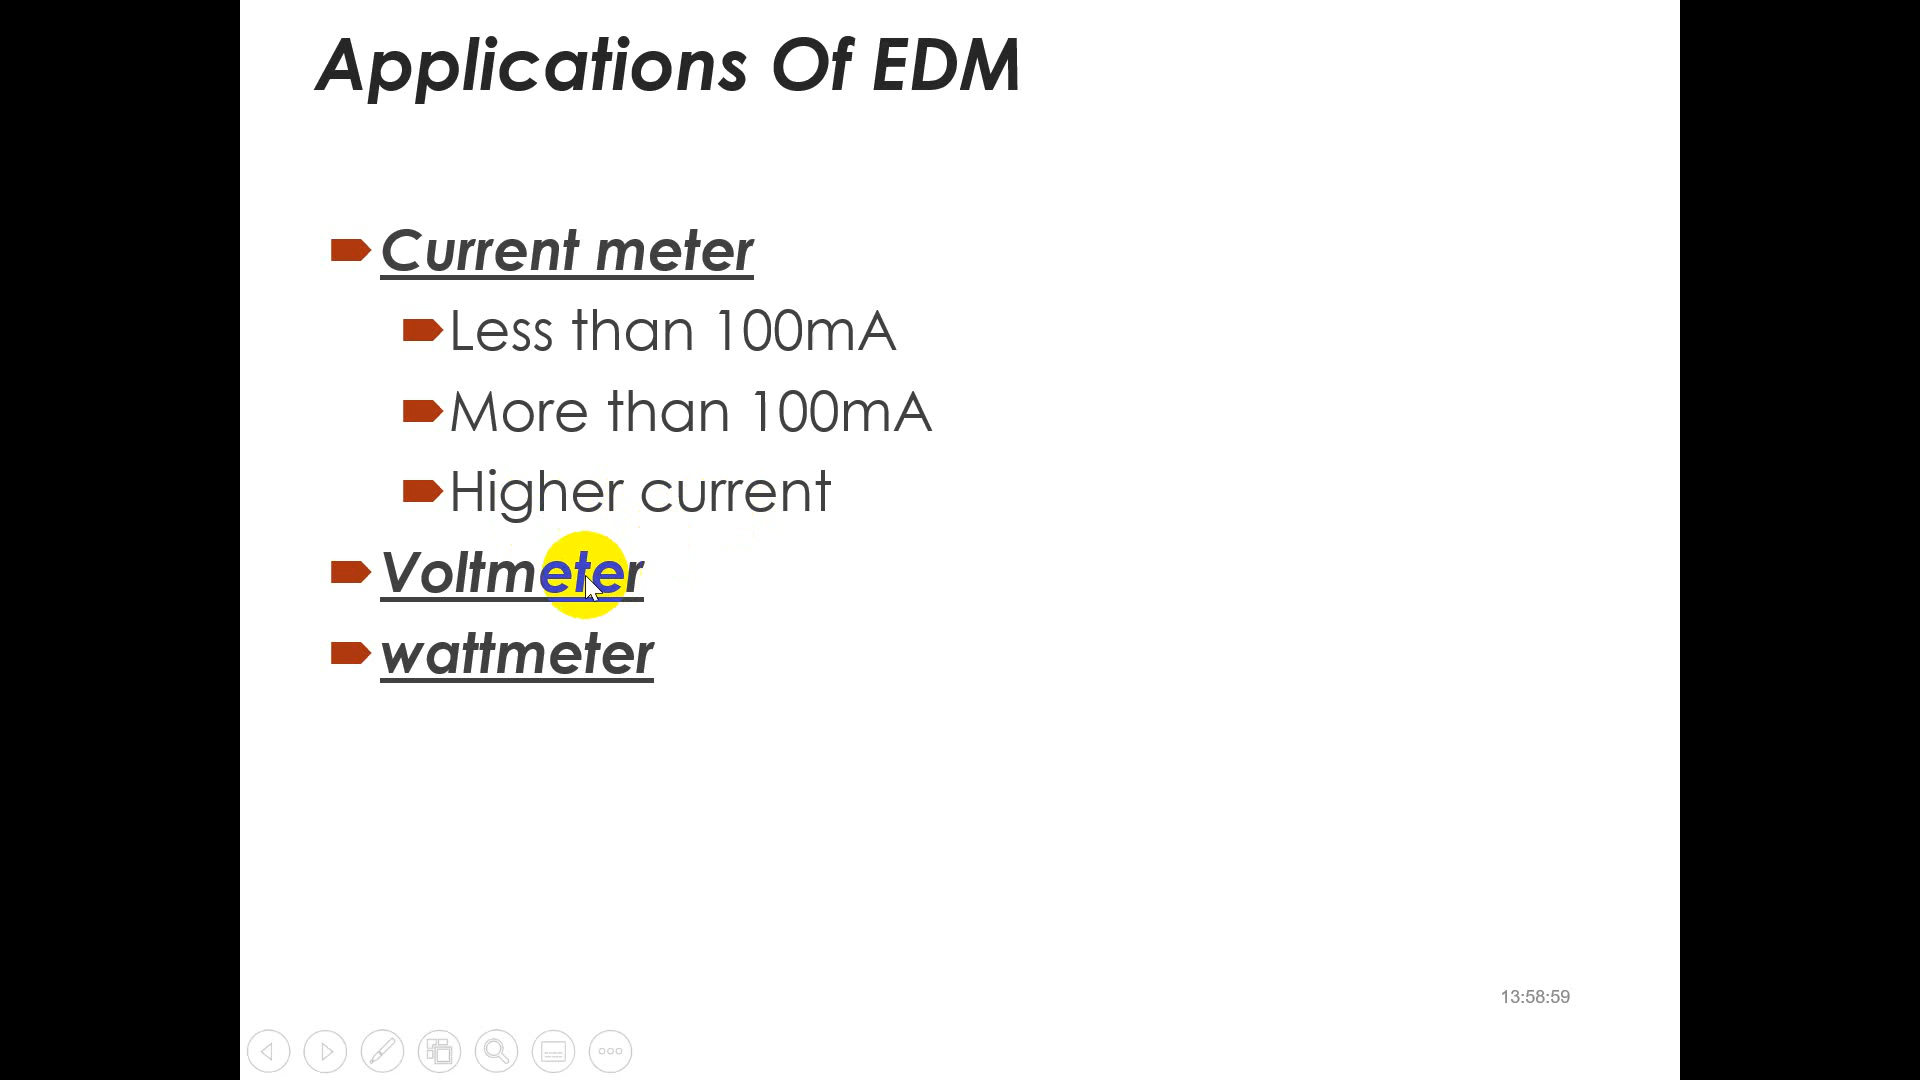 Applications Of EDM
Current meter
Less than 100mA
More than 100mA
Higher current
Voltmeter
wattmeter
13:58:59